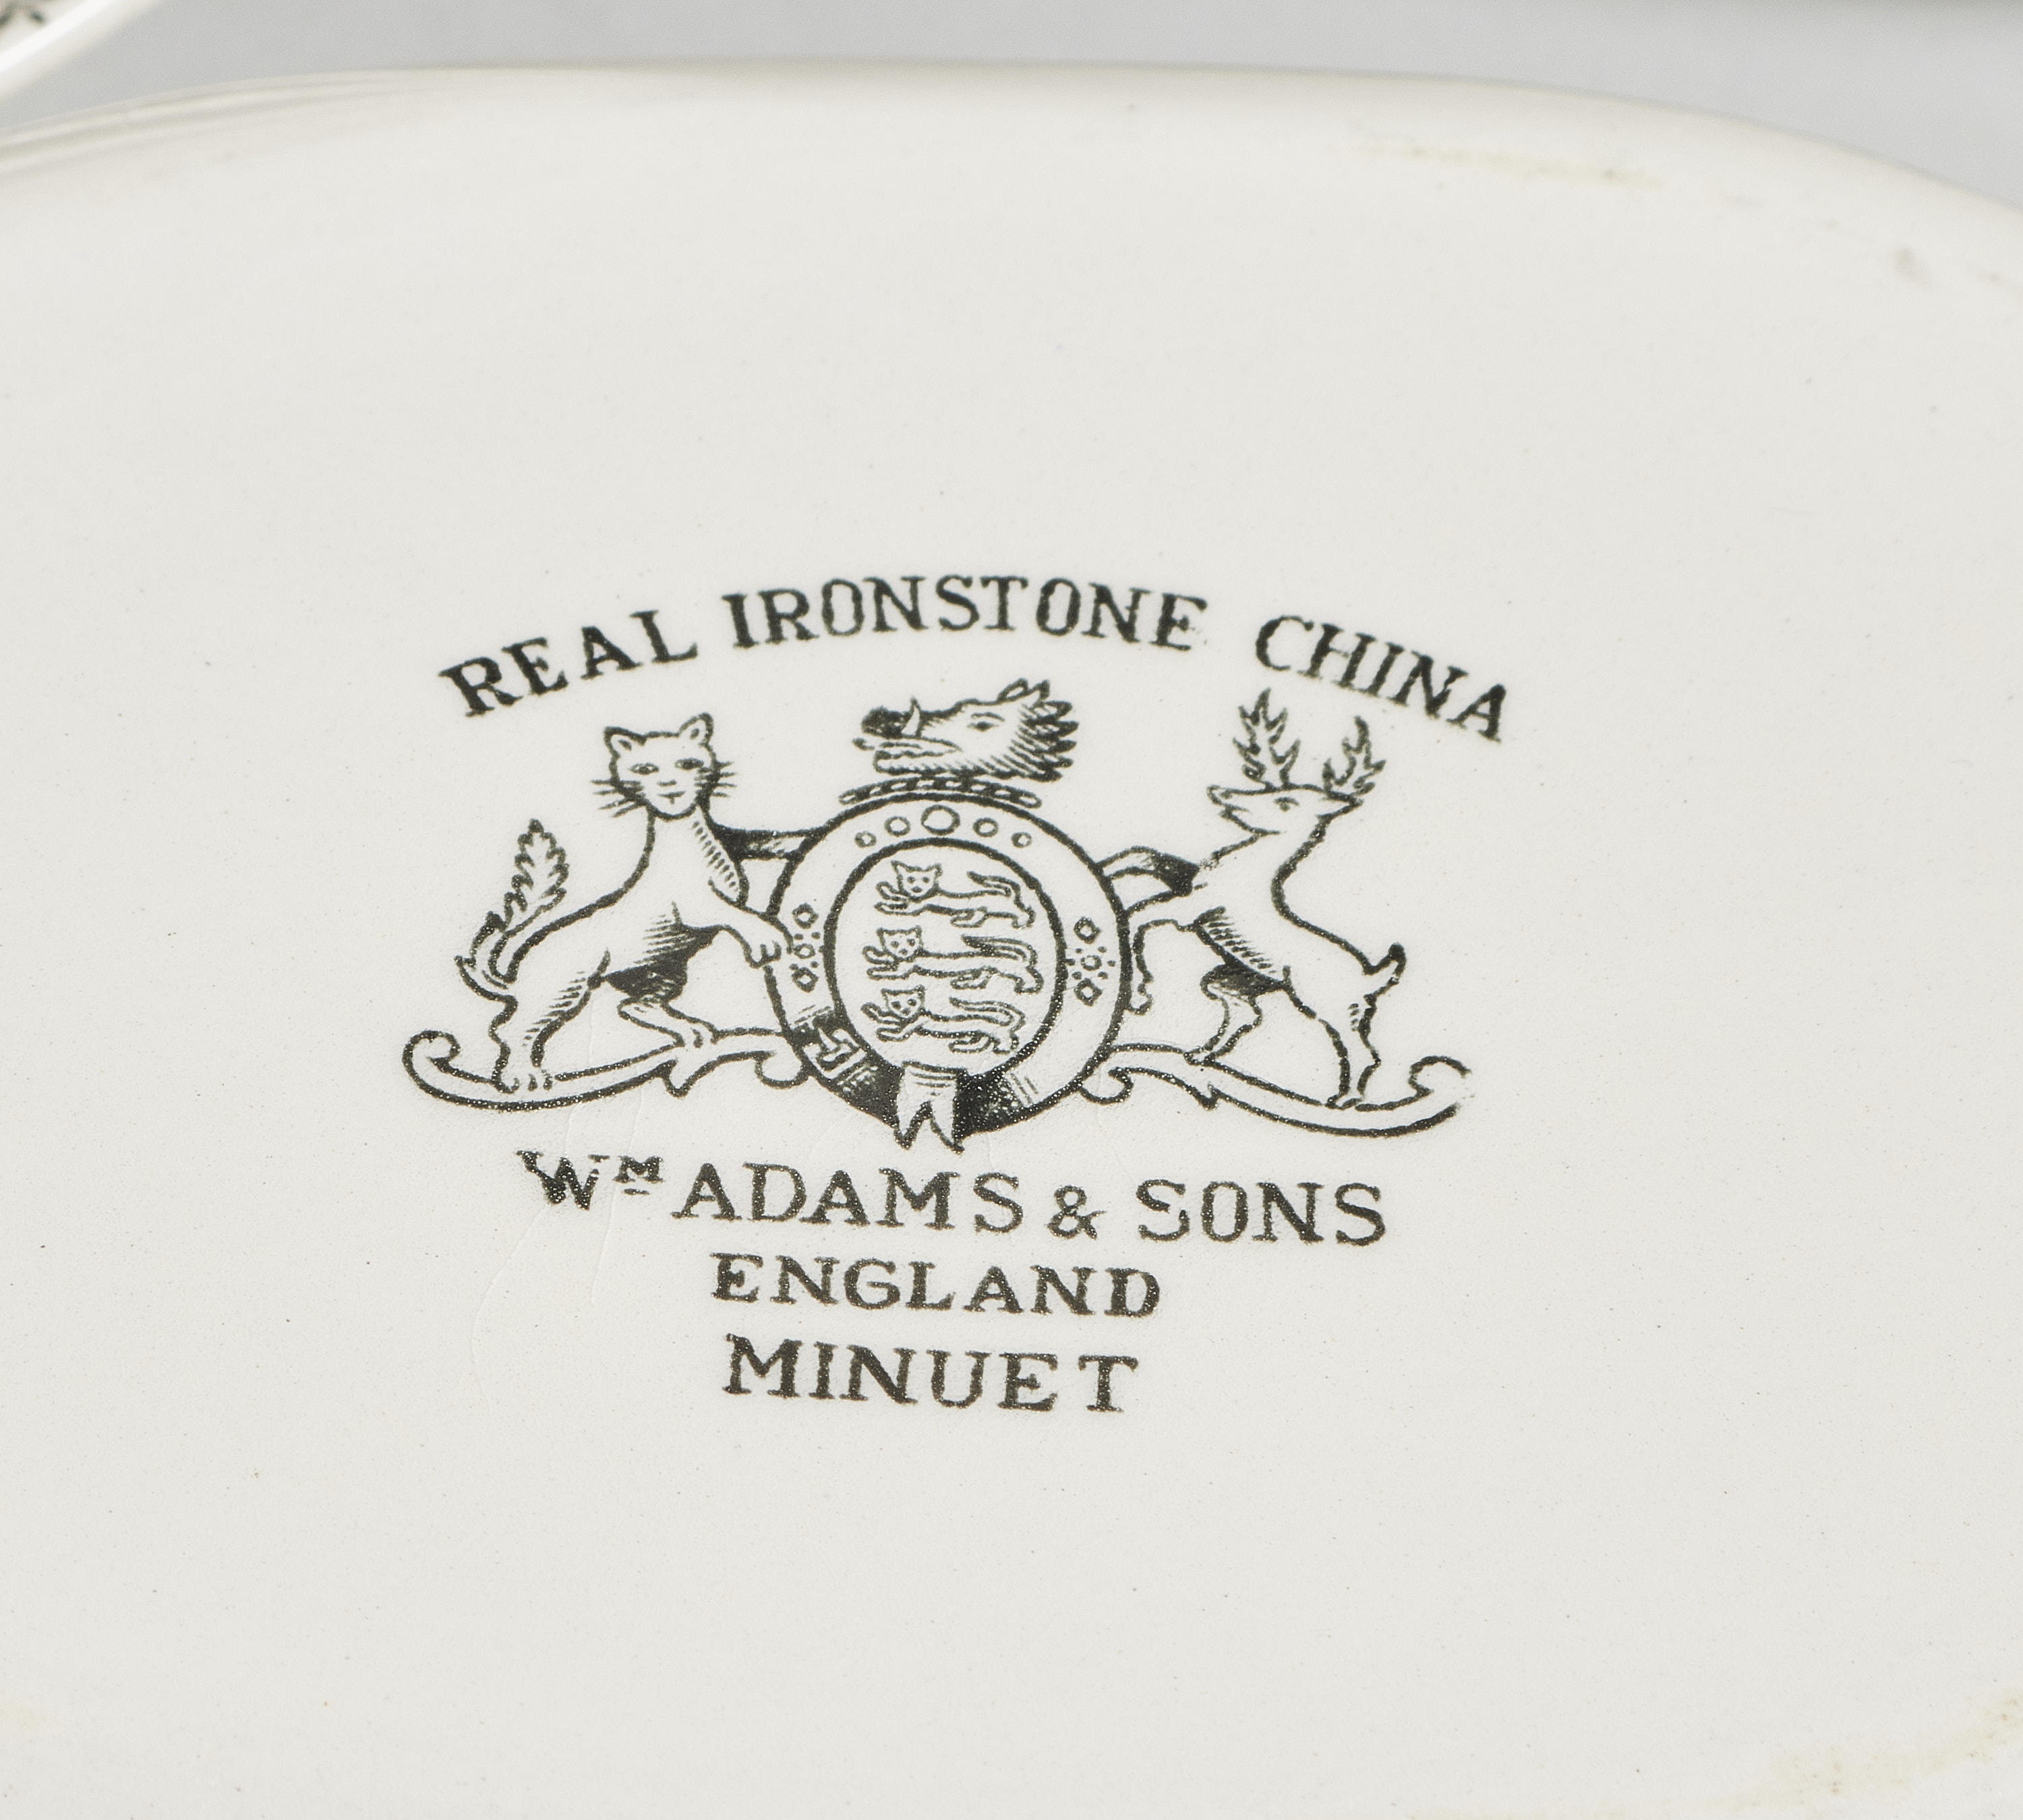 REAL IRONSTONE CHINA
Wᴹ ADAMS & SONS
ENGLAND
MINUET